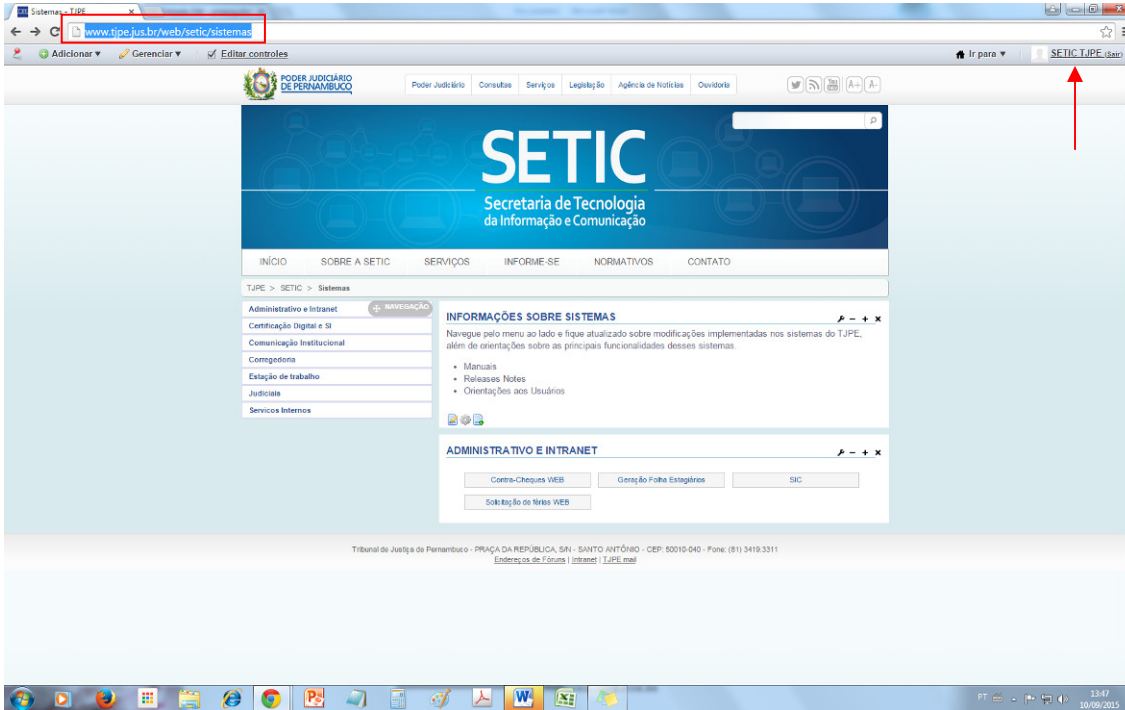 Sistemas - TJPE
www.tjpe.jus.br/web/setic/sistemas
Adicionar Gerenciar Editar controles Ir para SETIC TJPE (Sair)
PODER JUDICIÁRIO
DE PERNAMBUCO
Poder Judiciário Consultas Serviços Legislação Agência de Notícias Ouvidoria
A+ A-
SETIC
Secretaria de Tecnologia
da Informação e Comunicação
INÍCIO SOBRE A SETIC SERVIÇOS INFORME-SE NORMATIVOS CONTATO
TJPE > SETIC > Sistemas
NAVEGAÇÃO
Administrativo e Intranet
Certificação Digital e SI
Comunicação Institucional
Corregedoria
Estação de trabalho
Judiciais
Servicos Internos
INFORMAÇÕES SOBRE SISTEMAS
Navegue pelo menu ao lado e fique atualizado sobre modificações implementadas nos sistemas do TJPE,
além de orientações sobre as principais funcionalidades desses sistemas.
• Manuais
• Releases Notes
• Orientações aos Usuários
ADMINISTRATIVO E INTRANET
Contra-Cheques WEB Geração Folha Estagiários SIC
Solicitação de férias WEB
Tribunal de Justiça de Pernambuco - PRAÇA DA REPÚBLICA, S/N - SANTO ANTÔNIO - CEP: 50010-040 - Fone: (81) 3419.3311
Endereços de Fóruns | Intranet | TJPE mail
PT
13:47
10/09/2015